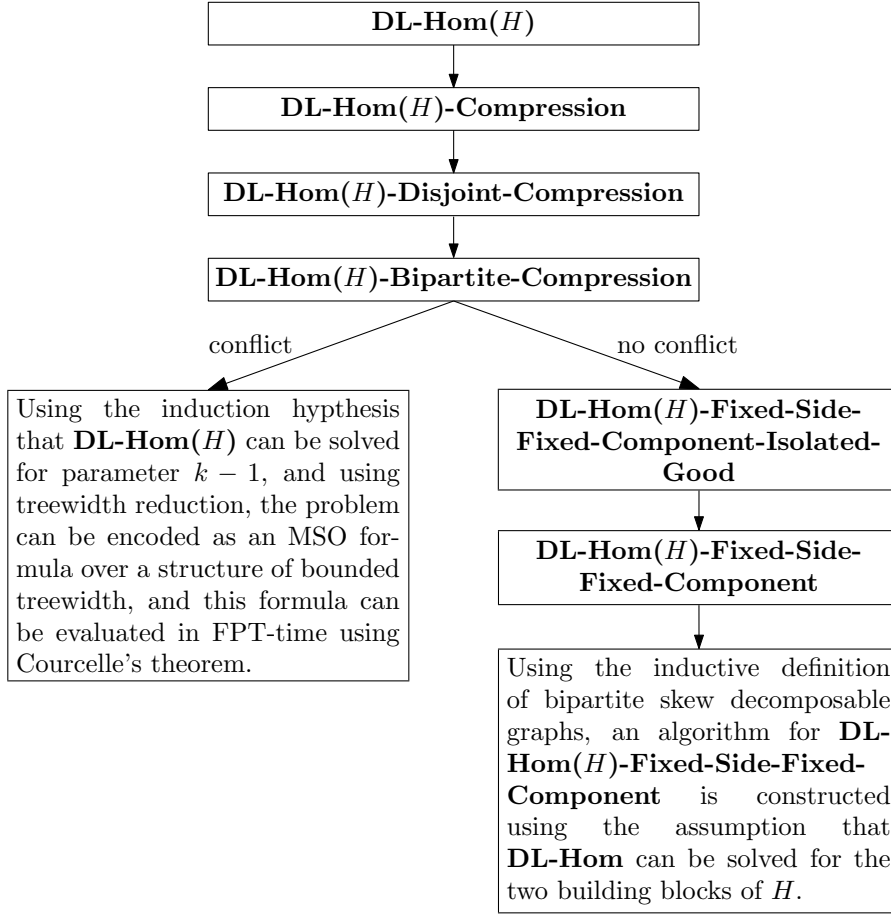 DL-Hom(H)
DL-Hom(H)-Compression
DL-Hom(H)-Disjoint-Compression
DL-Hom(H)-Bipartite-Compression
conflict
no conflict
Using the induction hypthesis
that DL-Hom(H) can be solved
for parameter k − 1, and using
treewidth reduction, the problem
can be encoded as an MSO for-
mula over a structure of bounded
treewidth, and this formula can
be evaluated in FPT-time using
Courcelle's theorem.
DL-Hom(H)-Fixed-Side-
Fixed-Component-Isolated-
Good
DL-Hom(H)-Fixed-Side-
Fixed-Component
Using the inductive definition
of bipartite skew decomposable
graphs, an algorithm for DL-
Hom(H)-Fixed-Side-Fixed-
Component is constructed
using the assumption that
DL-Hom can be solved for the
two building blocks of H.